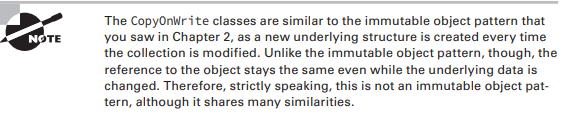 NOTE
The CopyOnWrite classes are similar to the immutable object pattern that
you saw in Chapter 2, as a new underlying structure is created every time
the collection is modified. Unlike the immutable object pattern, though, the
reference to the object stays the same even while the underlying data is
changed. Therefore, strictly speaking, this is not an immutable object pat-
tern, although it shares many similarities.